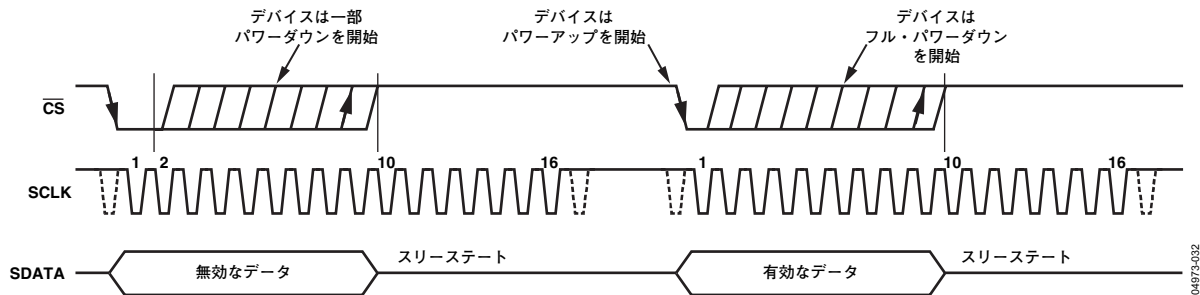 デバイスは一部
パワーダウンを開始
デバイスは
パワーアップを開始
デバイスは
フル・パワーダウン
を開始
CS
1 2 10 16 1 10 16
SCLK
SDATA 無効なデータ スリーステート 有効なデータ スリーステート
04973-032